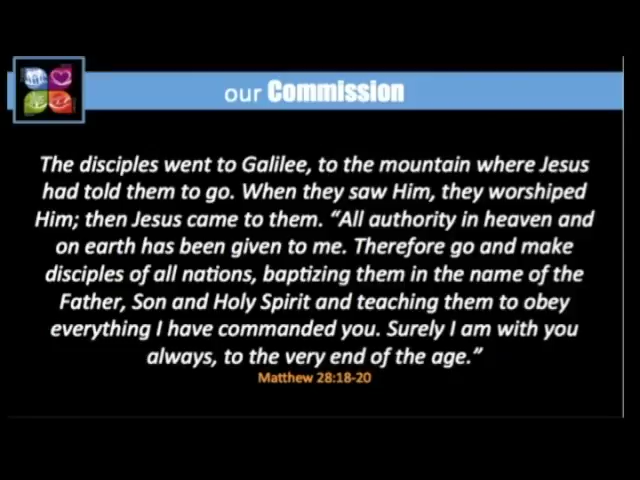 our Commission
The disciples went to Galilee, to the mountain where Jesus
had told them to go. When they saw Him, they worshiped
Him; then Jesus came to them. “All authority in heaven and
on earth has been given to me. Therefore go and make
disciples of all nations, baptizing them in the name of the
Father, Son and Holy Spirit and teaching them to obey
everything I have commanded you. Surely I am with you
always, to the very end of the age.”
Matthew 28:18-20